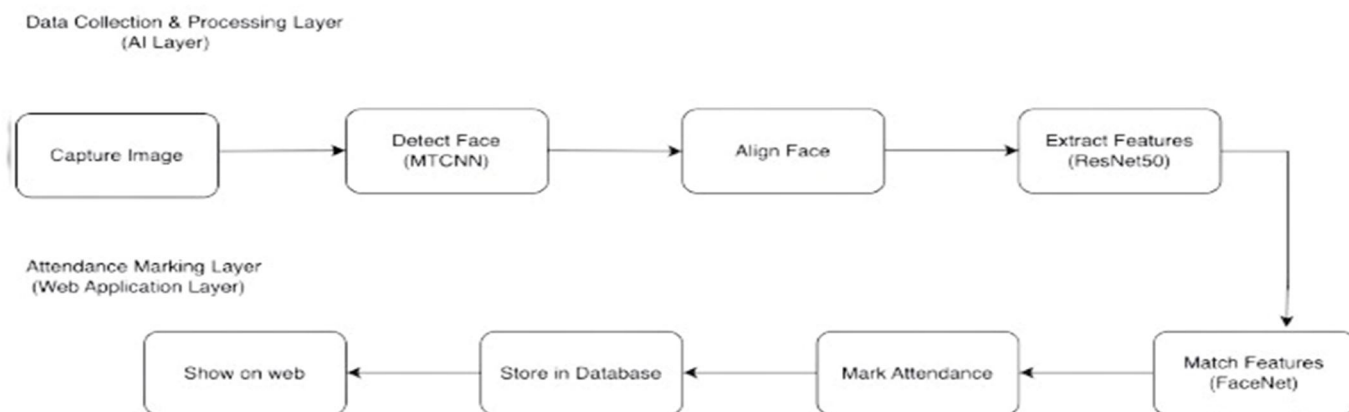 Data Collection & Processing Layer
(AI Layer)
Capture Image
Detect Face
(MTCNN)
Align Face
Extract Features
(ResNet50)
Attendance Marking Layer
(Web Application Layer)
Show on web
Store in Database
Mark Attendance
Match Features
(FaceNet)